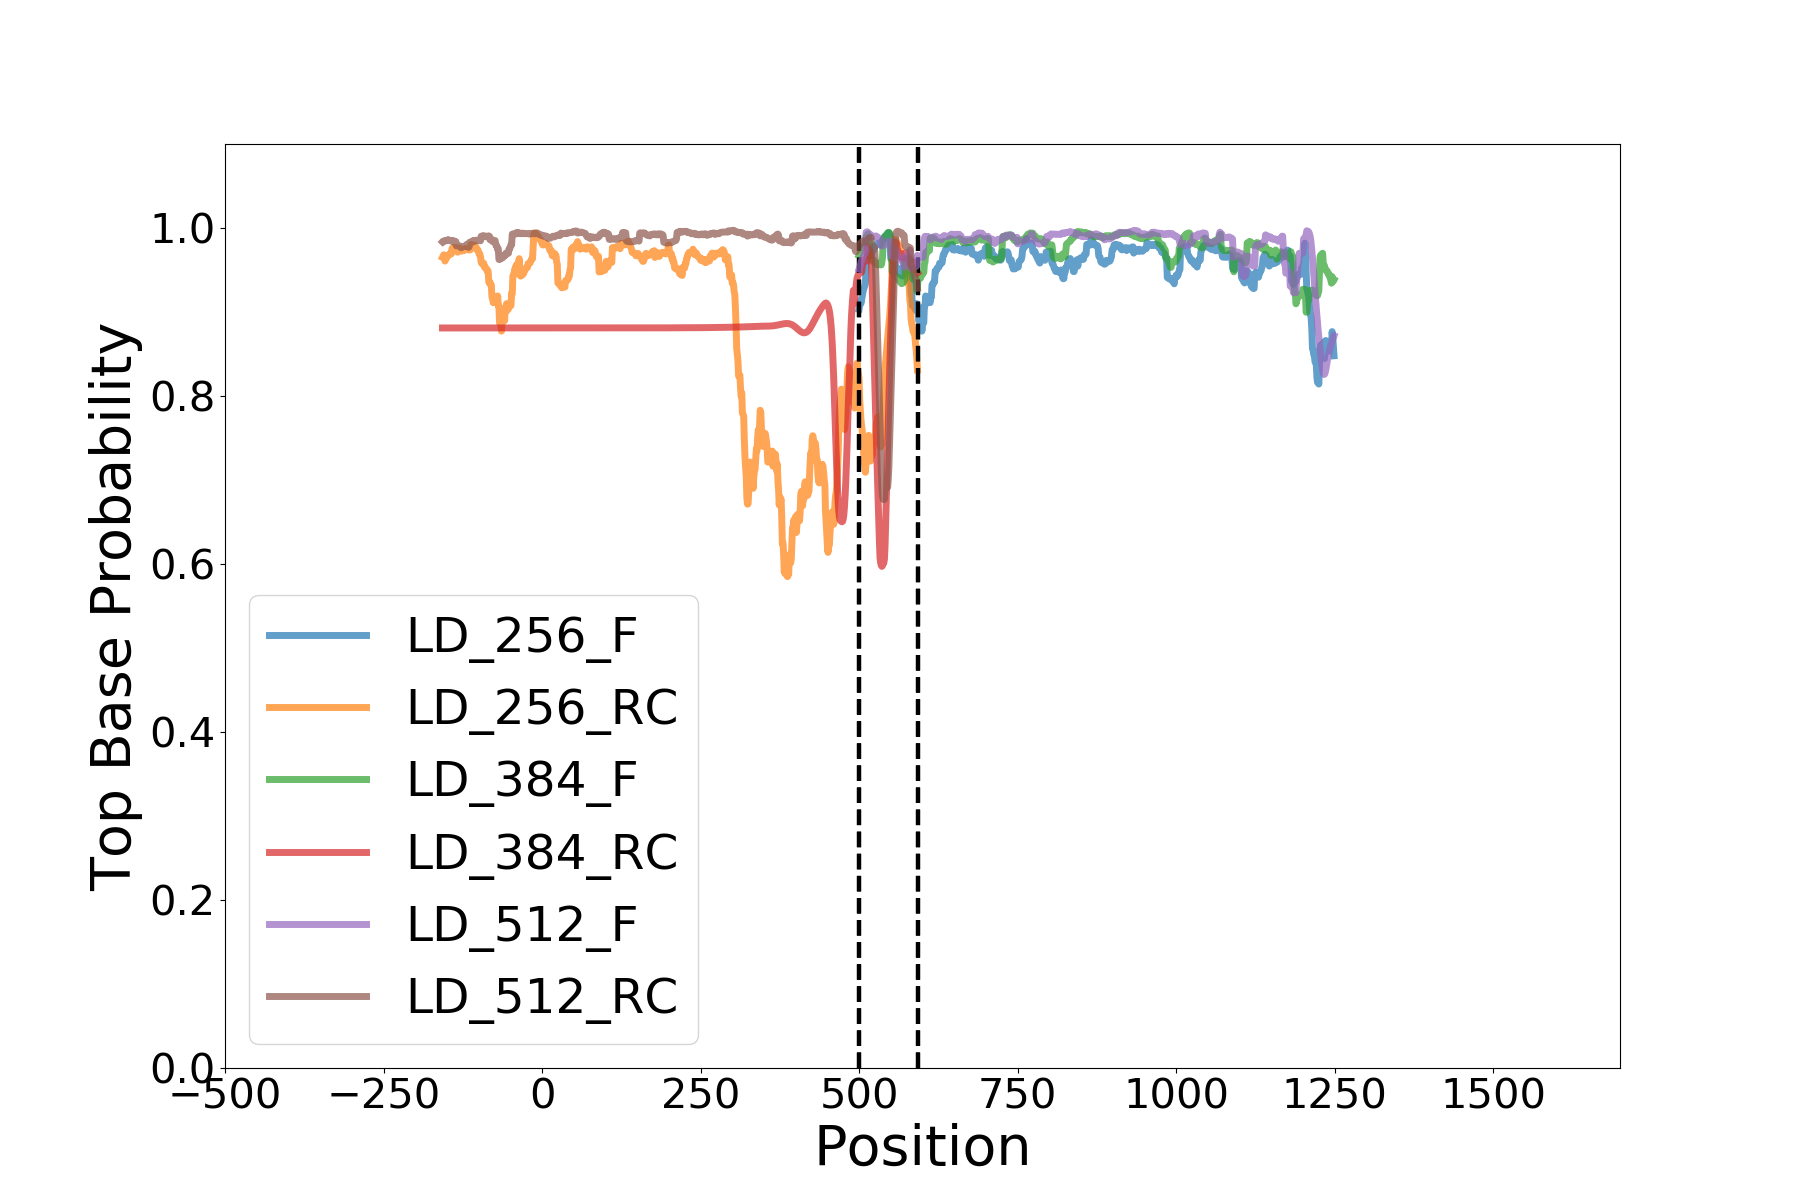 1.0
0.8
0.6
0.4
0.2
0.0
Top Base Probability
LD_256_F
LD_256_RC
LD_384_F
LD_384_RC
LD_512_F
LD_512_RC
−500 −250 0 250 500 750 1000 1250 1500
Position